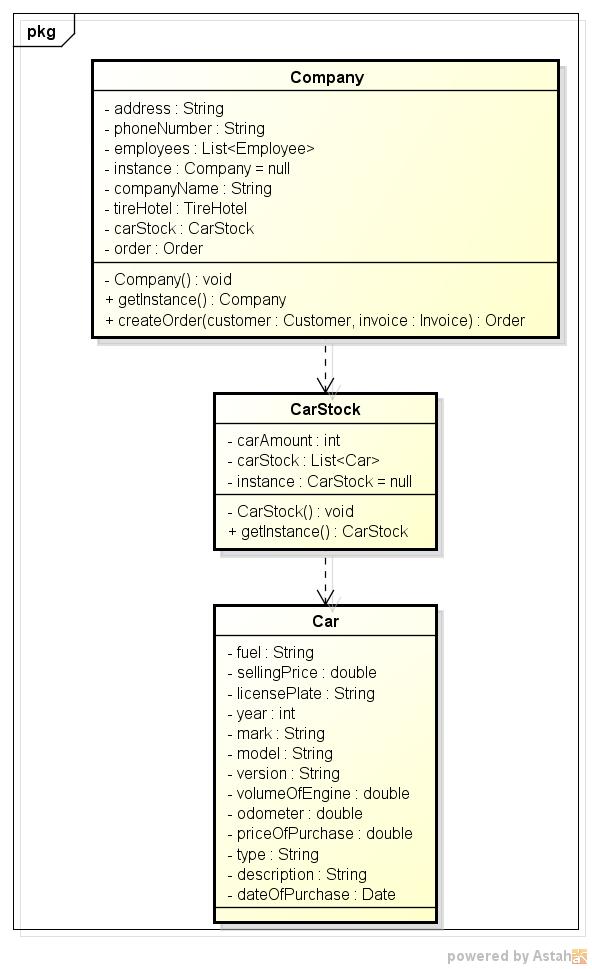 pkg
Company
- address : String
- phoneNumber : String
- employees : List<Employee>
- instance : Company = null
- companyName : String
- tireHotel : TireHotel
- carStock : CarStock
- order : Order
- Company() : void
+ getInstance() : Company
+ createOrder(customer : Customer, invoice : Invoice) : Order
CarStock
- carAmount : int
- carStock : List<Car>
- instance : CarStock = null
- CarStock() : void
+ getInstance() : CarStock
Car
- fuel : String
- sellingPrice : double
- licensePlate : String
- year : int
- mark : String
- model : String
- version : String
- volumeOfEngine : double
- odometer : double
- priceOfPurchase : double
- type : String
- description : String
- dateOfPurchase : Date
powered by Astah